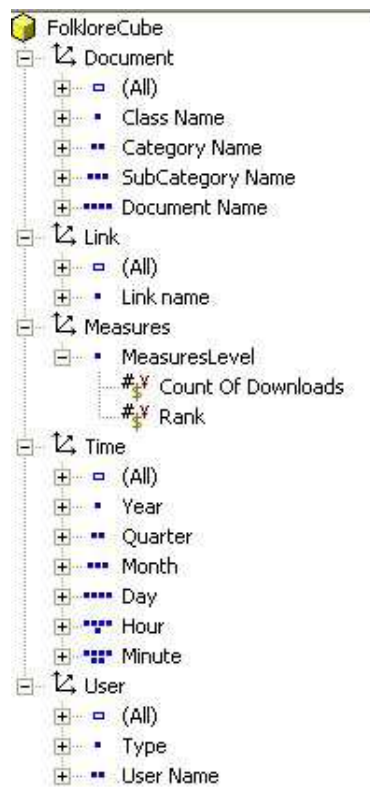 FolkloreCube
Document
(All)
Class Name
Category Name
SubCategory Name
Document Name
Link
(All)
Link name
Measures
MeasuresLevel
Count Of Downloads
Rank
Time
(All)
Year
Quarter
Month
Day
Hour
Minute
User
(All)
Type
User Name